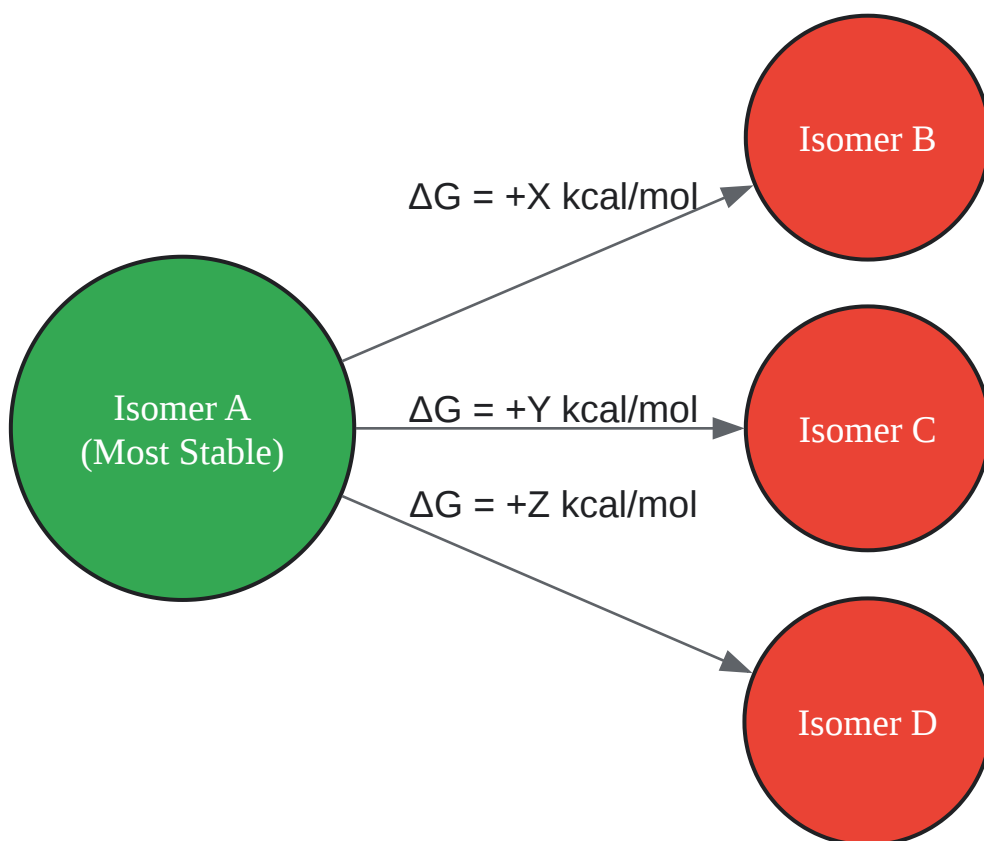 Isomer B
ΔG = +X kcal/mol
Isomer A
(Most Stable)
ΔG = +Y kcal/mol
Isomer C
ΔG = +Z kcal/mol
Isomer D